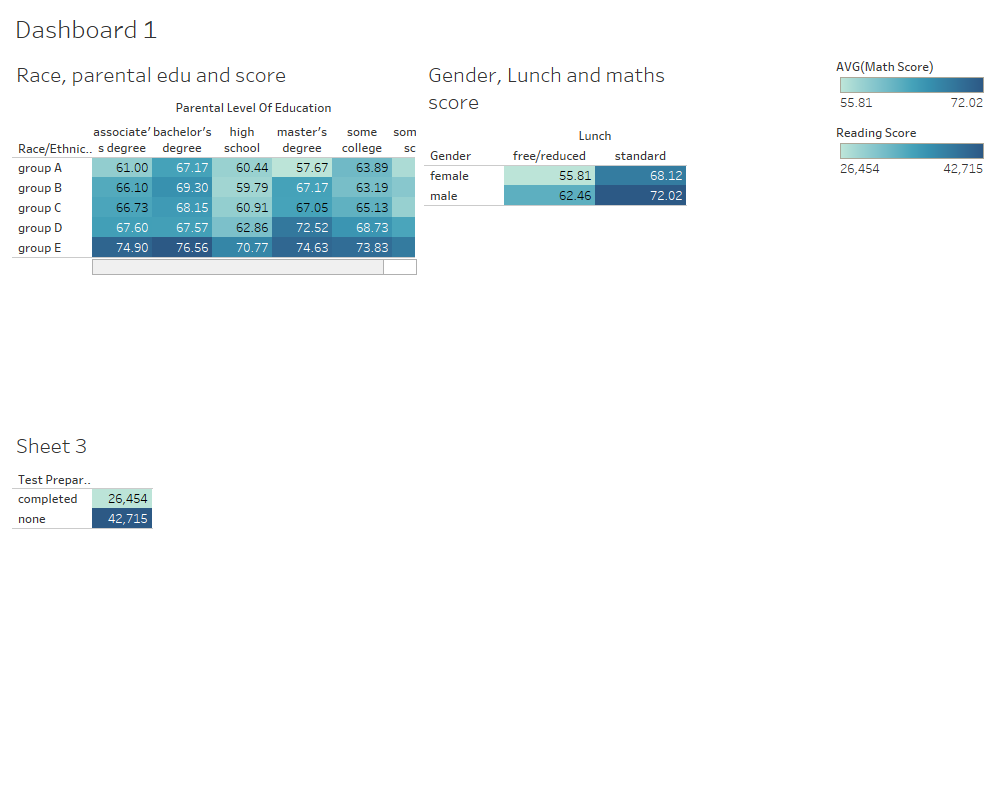 Dashboard 1
Race, parental edu and score
Parental Level Of Education
Race/Ethnic.. associate's degree bachelor's degree high school master's degree some college som sc
group A 61.00 67.17 60.44 57.67 63.89
group B 66.10 69.30 59.79 67.17 63.19
group C 66.73 68.15 60.91 67.05 65.13
group D 67.60 67.57 62.86 72.52 68.73
group E 74.90 76.56 70.77 74.63 73.83
Gender, Lunch and maths
score
Lunch
Gender free/reduced standard
female 55.81 68.12
male 62.46 72.02
AVG(Math Score)
55.81 72.02
Reading Score
26,454 42,715
Sheet 3
Test Prepar..
completed 26,454
none 42,715